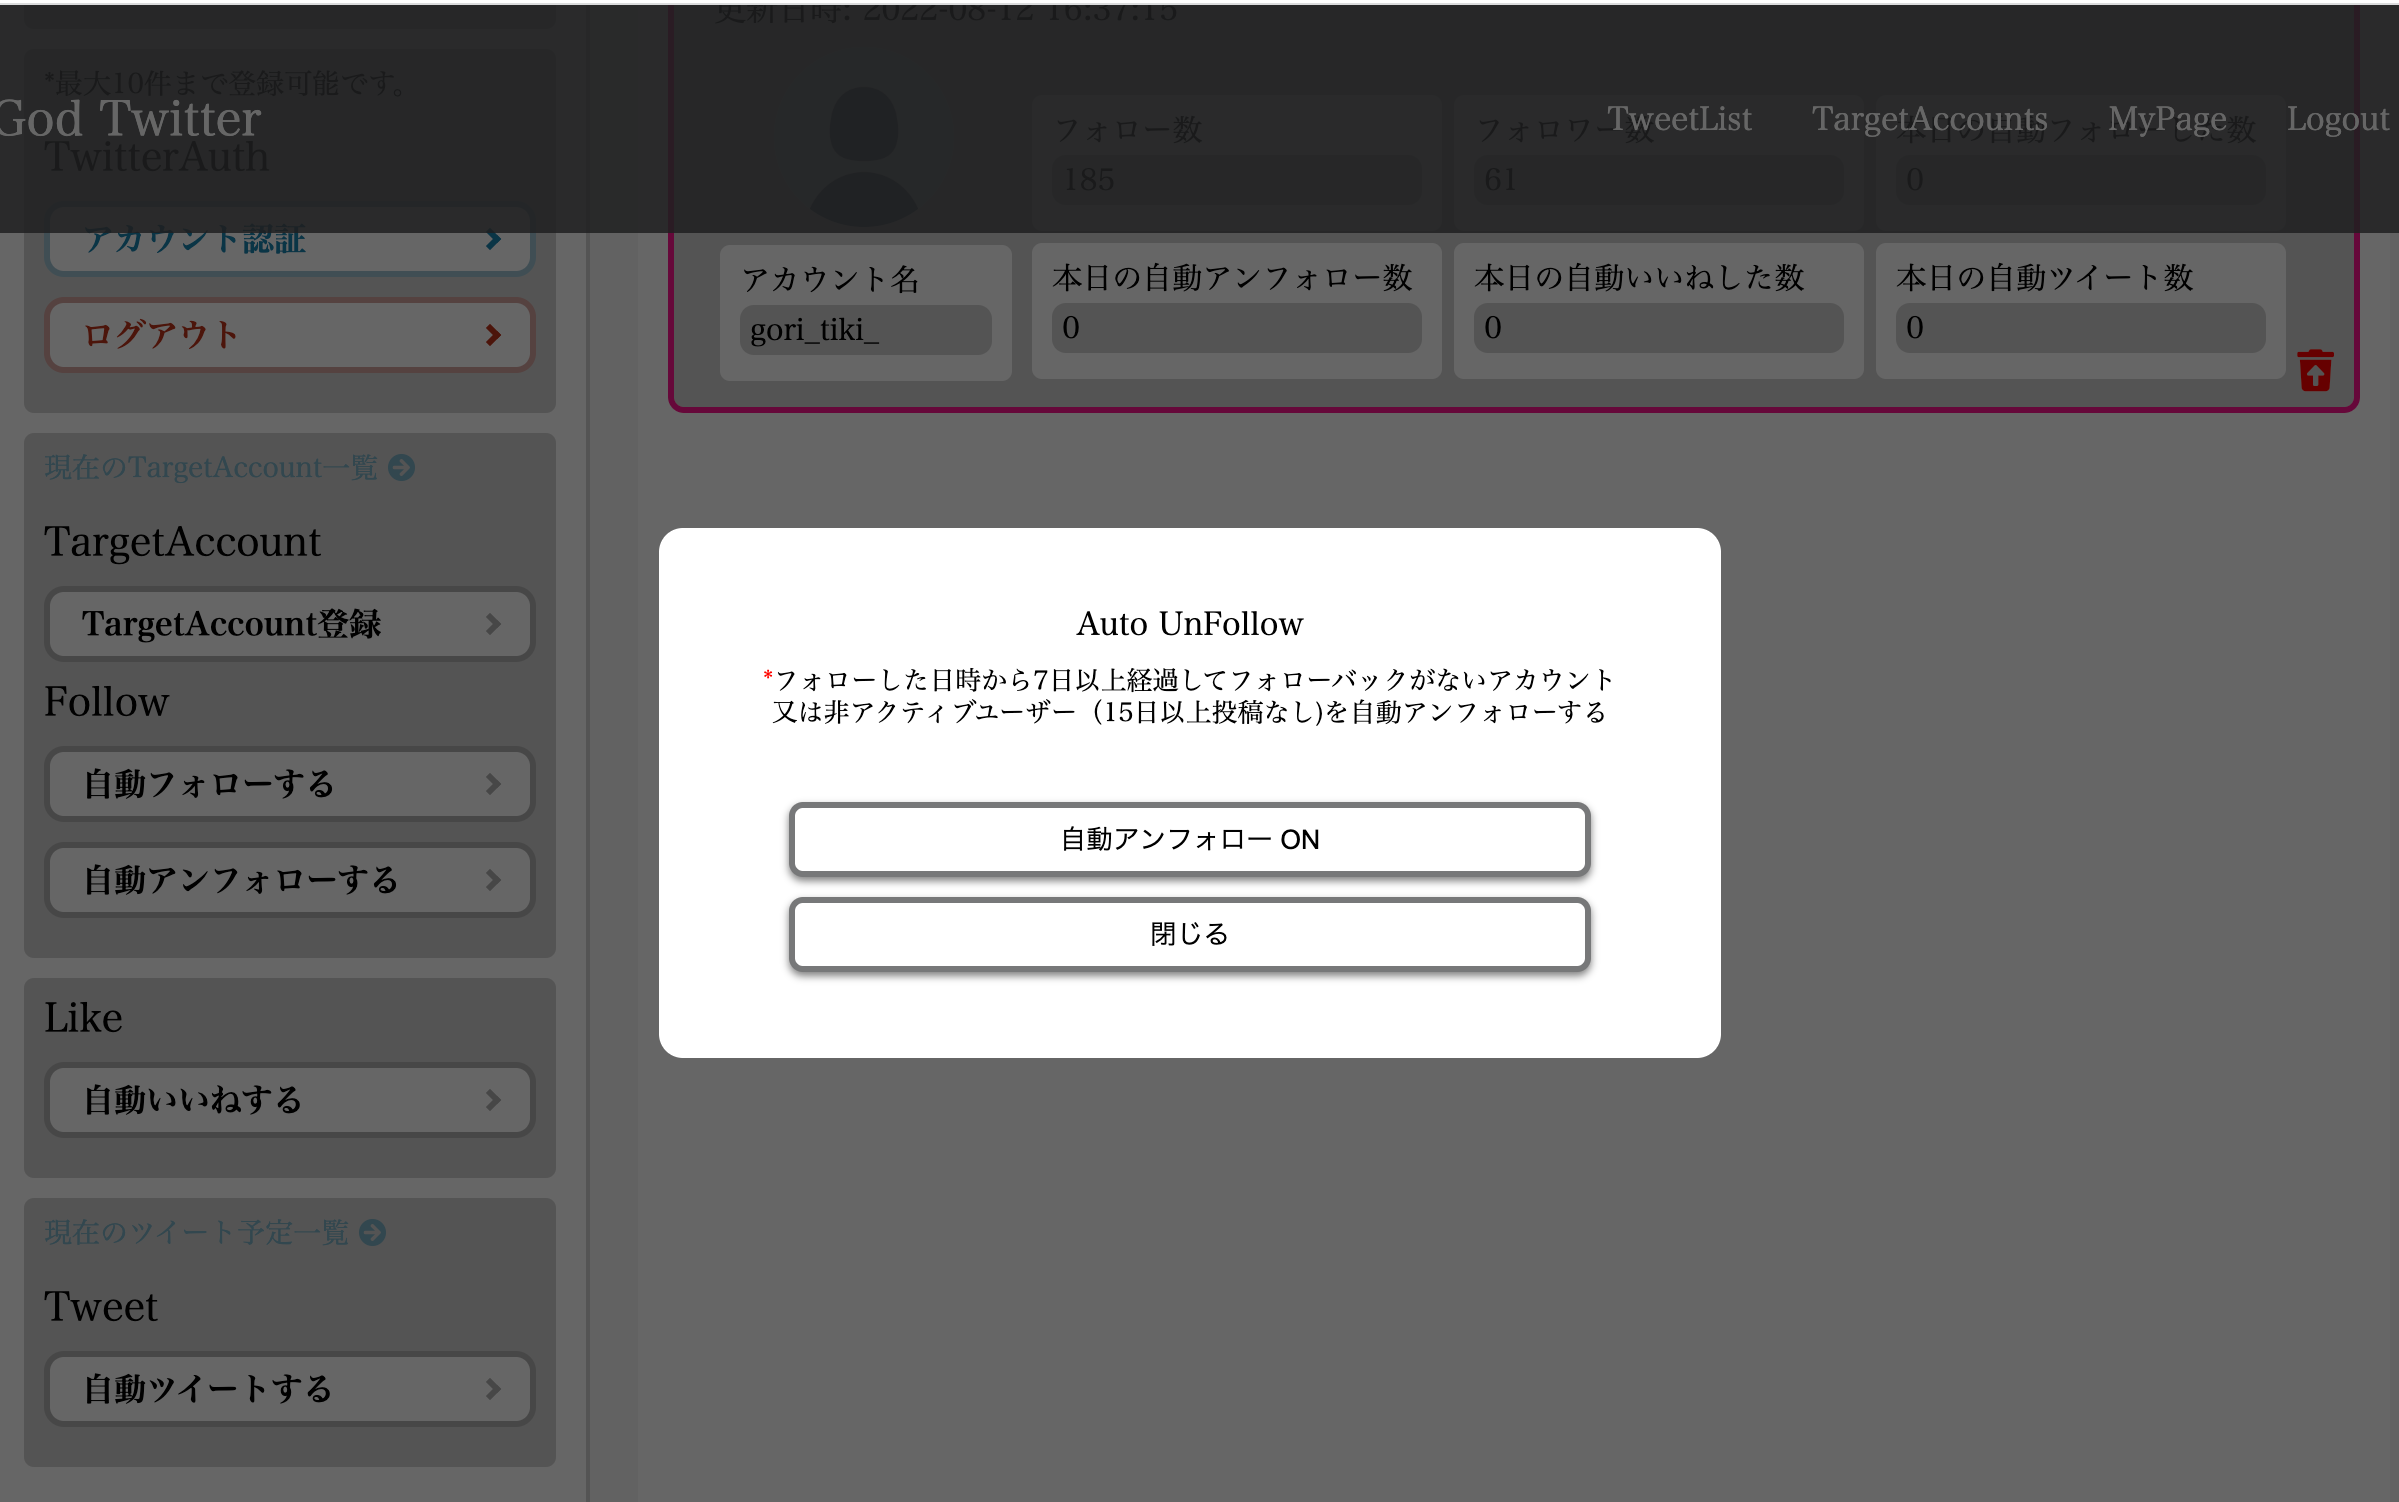 更新日時: 2022-08-12 16:37:15
*最大10件まで登録可能です。
God Twitter
TweetList
TargetAccounts
MyPage
Logout
TwitterAuth
アカウント認証
ログアウト
フォロー数
185
フォロワー数
61
本日の自動フォローした数
0
アカウント名
gori_tiki_
本日の自動アンフォロー数
0
本日の自動いいねした数
0
本日の自動ツイート数
0
現在のTargetAccount一覧
TargetAccount
TargetAccount登録
Follow
自動フォローする
自動アンフォローする
Like
自動いいねする
現在のツイート予定一覧
Tweet
自動ツイートする
Auto UnFollow
*フォローした日時から7日以上経過してフォローバックがないアカウント
又は非アクティブユーザー（15日以上投稿なし)を自動アンフォローする
自動アンフォロー ON
閉じる